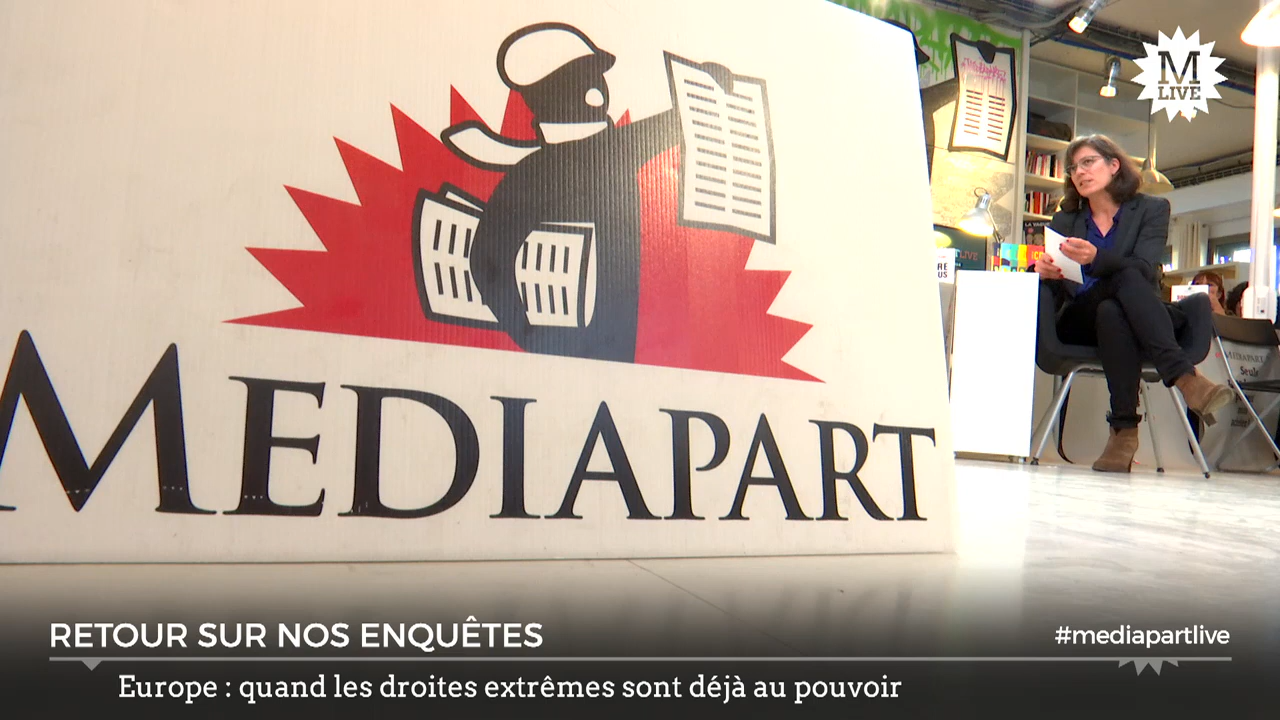 M
LIVE
MEDIAPART
RETOUR SUR NOS ENQUÊTES
#mediapartlive
Europe : quand les droites extrêmes sont déjà au pouvoir